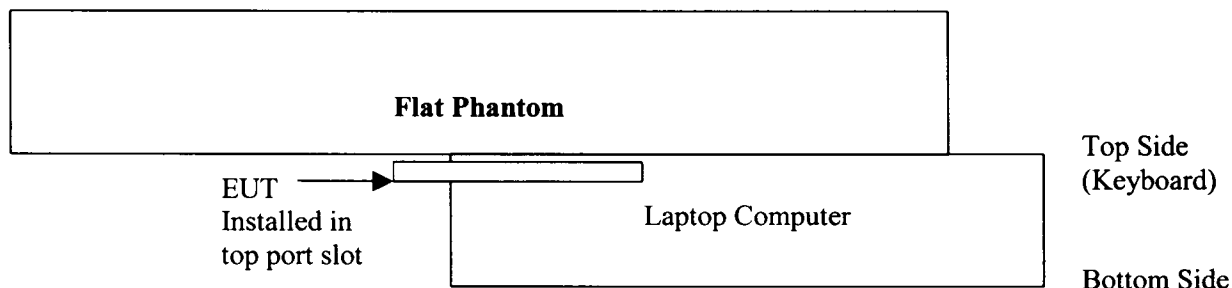 Flat Phantom
Top Side
(Keyboard)
EUT
Installed in
top port slot
Laptop Computer
Bottom Side